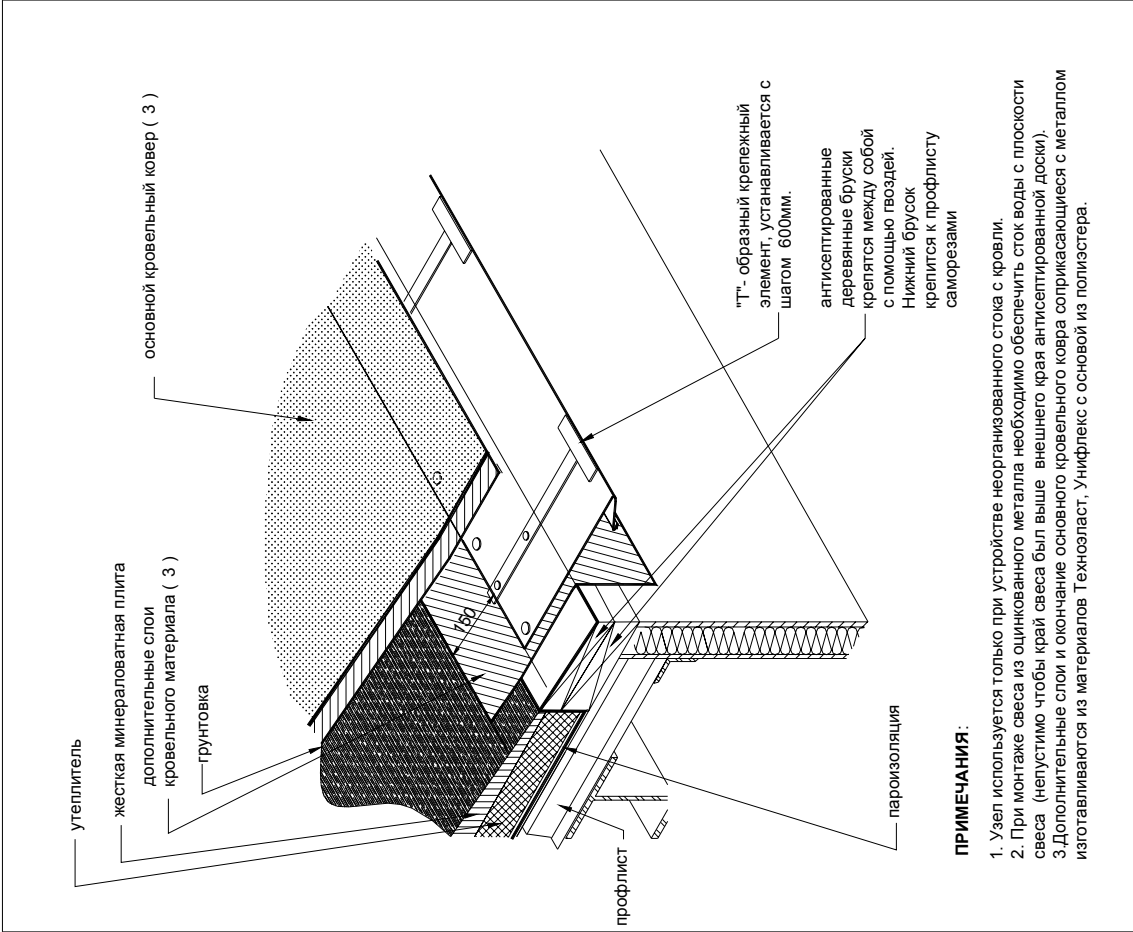 утеплитель
жесткая минераловатная плита
дополнительные слои
кровельного материала ( 3 )
грунтовка
основной кровельный ковер ( 3 )
150
профлист
пароизоляция
"Т"- образный крепежный
элемент, устанавливается с
шагом 600мм.
антисептированные
деревянные бруски
крепятся между собой
с помощью гвоздей.
Нижний брусок
крепится к профлисту
саморезами
ПРИМЕЧАНИЯ:
1. Узел используется только при устройстве неорганизованного стока с кровли.
2. При монтаже свеса из оцинкованного металла необходимо обеспечить сток воды с плоскости
свеса (непустимо чтобы край свеса был выше внешнего края антисептированной доски).
3.Дополнительные слои и окончание основного кровельного ковра соприкасающиеся с металлом
изготавливаются из материалов Техноэласт, Унифлекс с основой из полиэстера.